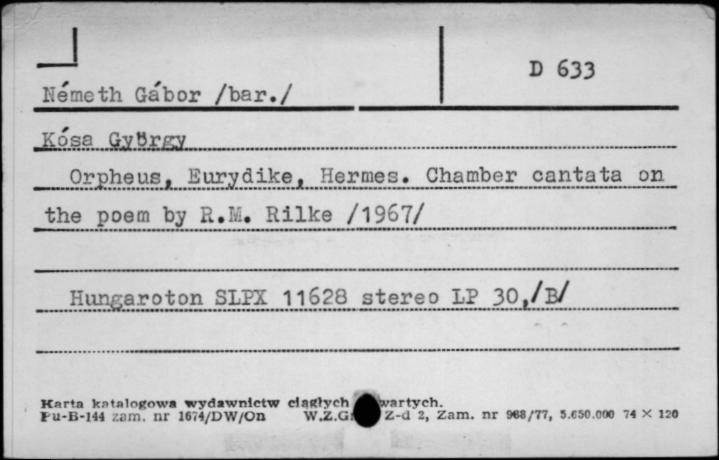 D 633
Németh Gábor /bar./
Kósa György
Orpheus, Eurydike, Hermes. Chamber cantata on
the poem by R.M. Rilke /1967/
Hungaroton SLPX 11628 stereo LP 30,/B/
Karta katalogowa wydawnictw ciągłych wartych.
Pu-B-144 zam. nr 1674/DW/On W.Z.G. Z-d 2, Zam. nr 968/77, 5.650.000 74 × 120